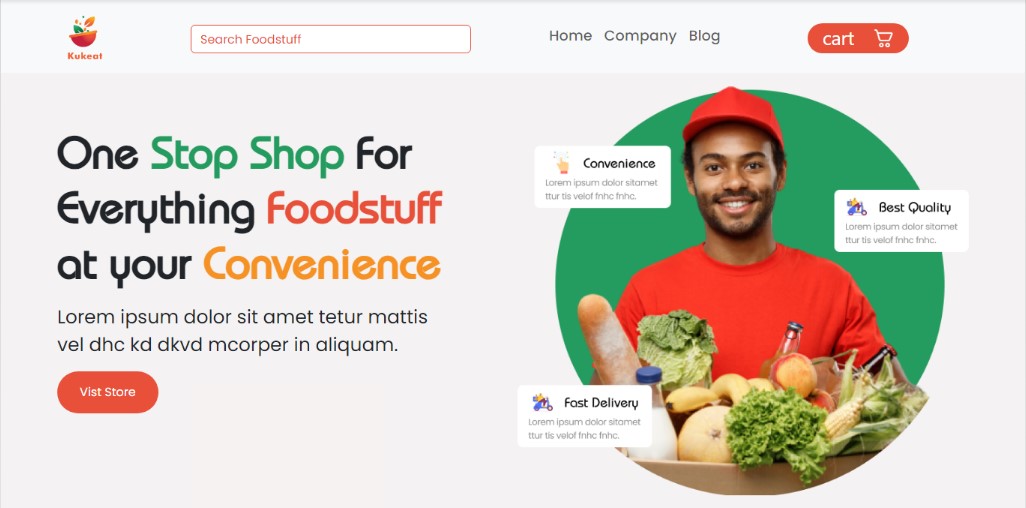 Kukeat
Search Foodstuff
Home Company Blog
cart
One Stop Shop For
Everything Foodstuff
at your Convenience
Lorem ipsum dolor sit amet tetur mattis
vel dhc kd dkvd mcorper in aliquam.
Vist Store
Convenience
Lorem ipsum dolor sitamet
ttur tis velof fnhc fnhc.
Best Quality
Lorem ipsum dolor sitamet
ttur tis velof fnhc fnhc.
Fast Delivery
Lorem ipsum dolor sitamet
ttur tis velof fnhc fnhc.